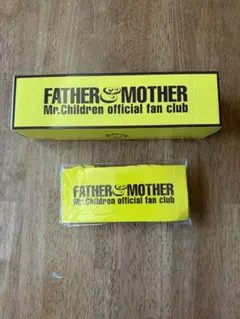 FATHER & MOTHER
Mr.Children official fan club
FATHER & MOTHER
Mr.Children official fan club